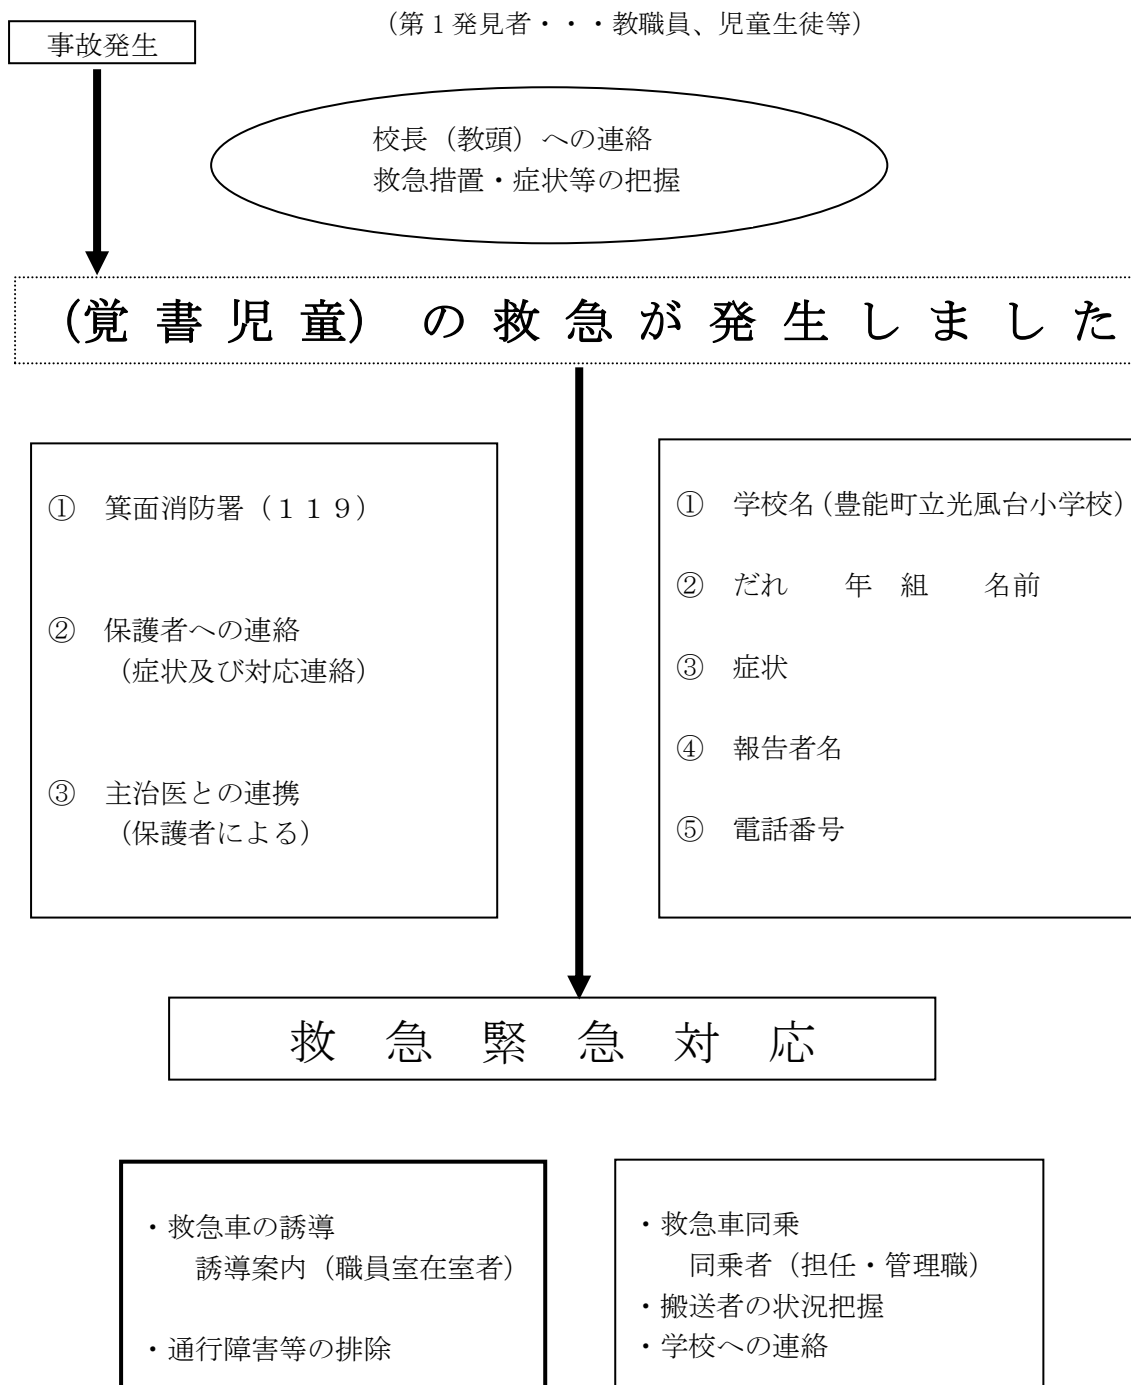 (第1発見者・・・教職員、児童生徒等)
事故発生
校長（教頭）への連絡
救急措置・症状等の把握
(覚書児童) の救急が発生しました
① 箕面消防署（１１９）
② 保護者への連絡
（症状及び対応連絡）
③ 主治医との連携
（保護者による）
① 学校名(豊能町立光風台小学校)
② だれ　　年　組　　名前
③ 症状
④ 報告者名
⑤ 電話番号
救急緊急対応
・救急車の誘導
誘導案内（職員室在室者）
・通行障害等の排除
・救急車同乗
同乗者（担任・管理職）
・搬送者の状況把握
・学校への連絡